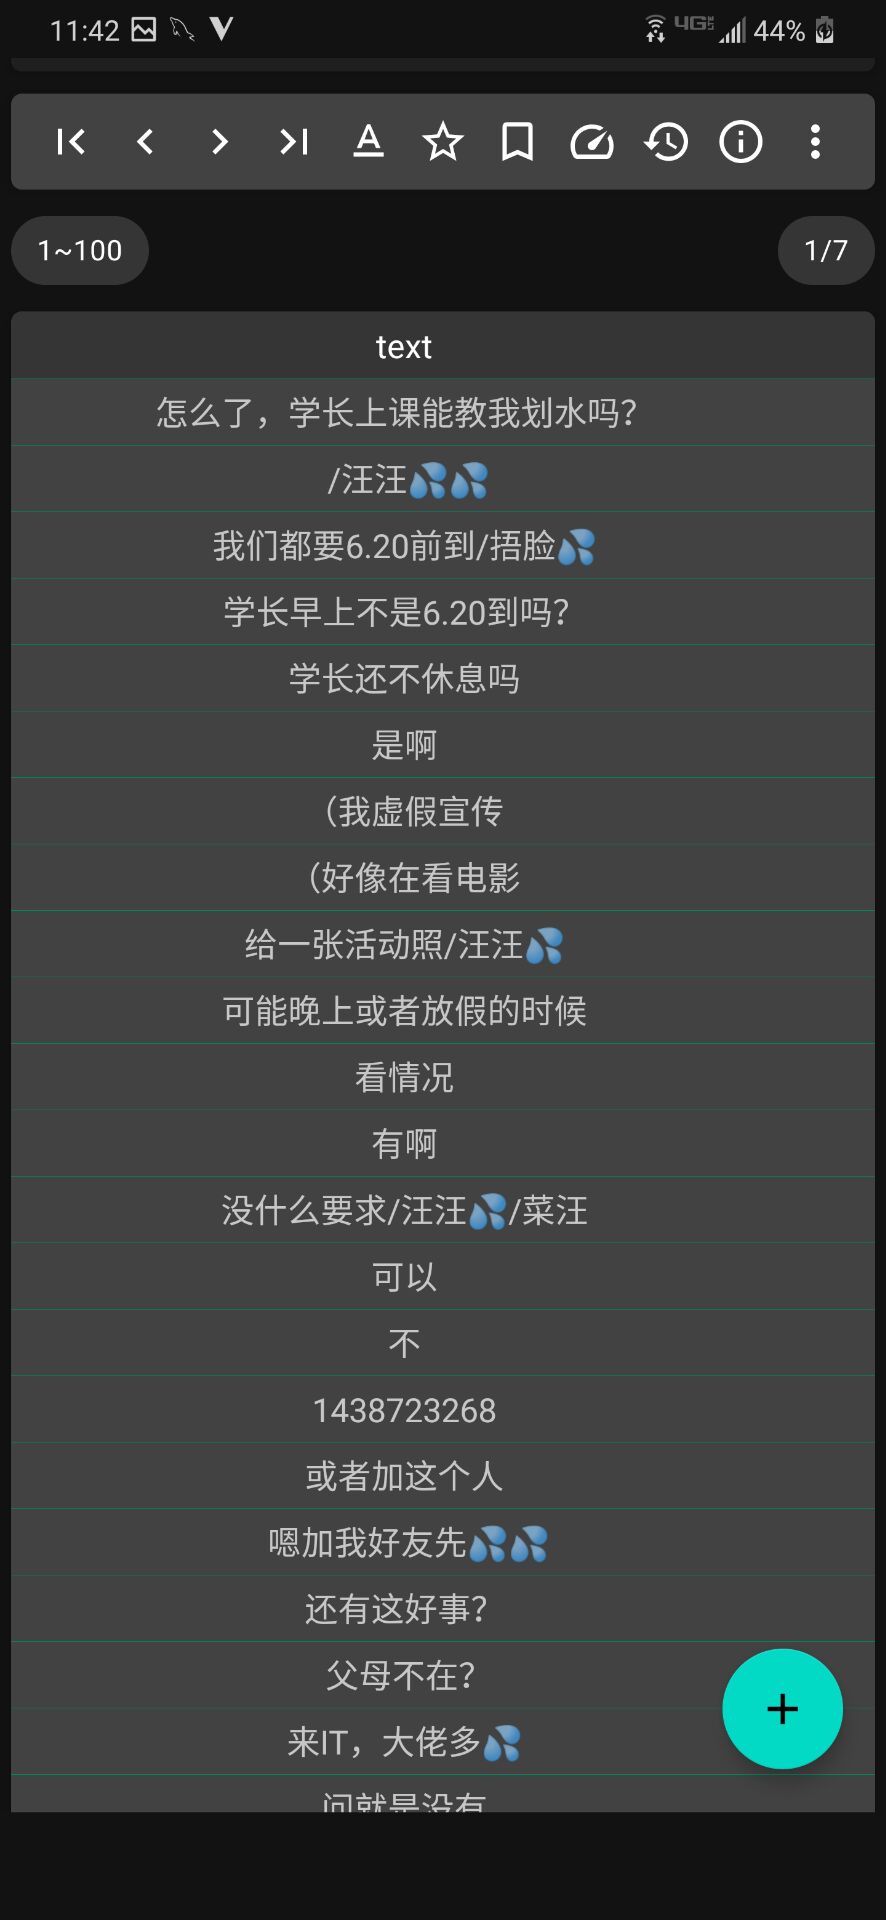 11:42
4G
44%
1~100
1/7
text
怎么了，学长上课能教我划水吗？
/汪汪💦💦
我们都要6.20前到/捂脸💦
学长早上不是6.20到吗？
学长还不休息吗
是啊
（我虚假宣传
（好像在看电影
给一张活动照/汪汪💦
可能晚上或者放假的时候
看情况
有啊
没什么要求/汪汪💦/菜汪
可以
不
1438723268
或者加这个人
嗯加我好友先💦💦
还有这好事？
父母不在？
来IT，大佬多💦
问就是没有